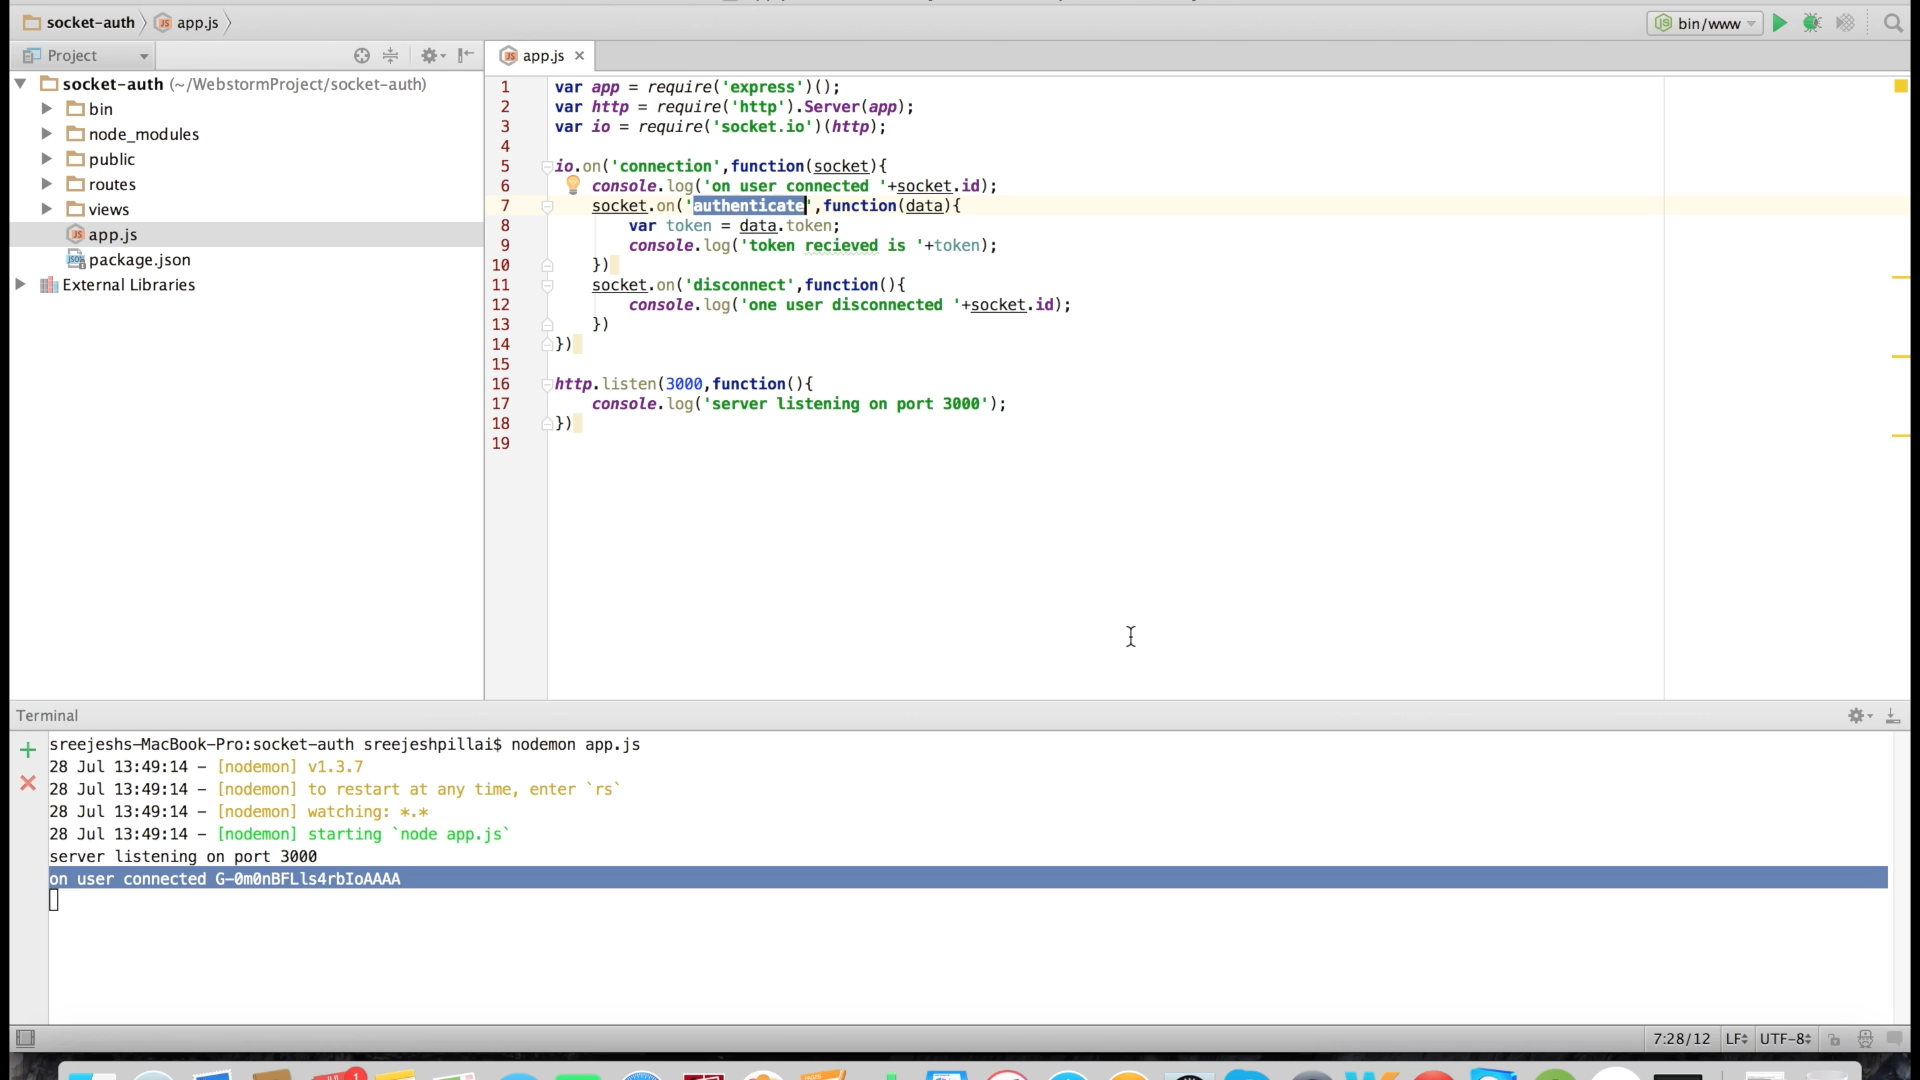 socket-auth app.js bin/www
Project app.js
socket-auth (~/WebstormProject/socket-auth)
bin
node_modules
public
routes
views
app.js
package.json
External Libraries
1 var app = require('express')();
2 var http = require('http').Server(app);
3 var io = require('socket.io')(http);
4
5 io.on('connection',function(socket){
6 console.log('on user connected '+socket.id);
7 socket.on('authenticate',function(data){
8 var token = data.token;
9 console.log('token recieved is '+token);
10 })
11 socket.on('disconnect',function(){
12 console.log('one user disconnected '+socket.id);
13 })
14 })
15
16 http.listen(3000,function(){
17 console.log('server listening on port 3000');
18 })
19
Terminal
sreejeshs-MacBook-Pro:socket-auth sreejeshpillai$ nodemon app.js
28 Jul 13:49:14 - [nodemon] v1.3.7
28 Jul 13:49:14 - [nodemon] to restart at any time, enter `rs`
28 Jul 13:49:14 - [nodemon] watching: *.*
28 Jul 13:49:14 - [nodemon] starting `node app.js`
server listening on port 3000
on user connected G-0m0nBFLls4rbIoAAAA
7:28/12 LF UTF-8